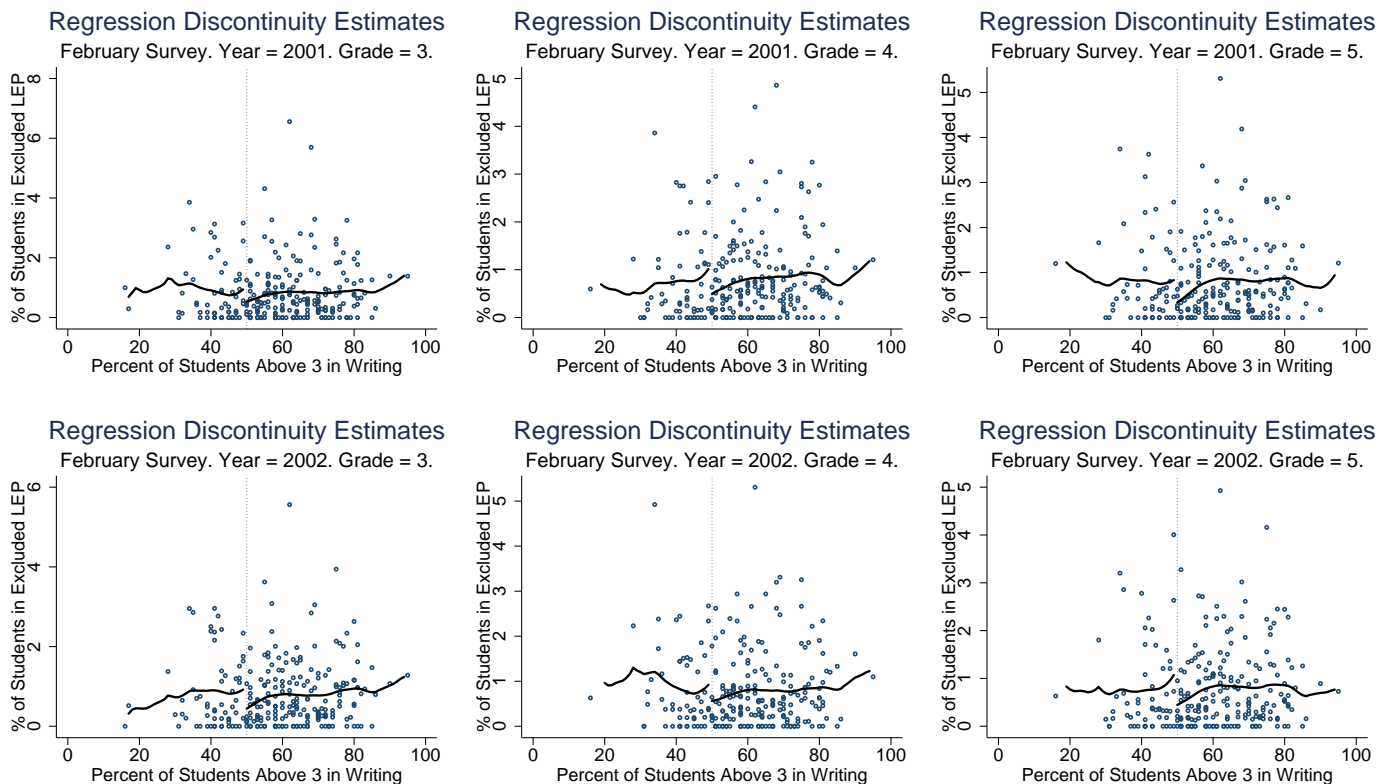 Regression Discontinuity Estimates
February Survey. Year = 2001. Grade = 3.
% of Students in Excluded LEP
8
6
4
2
0
0 20 40 60 80 100
Percent of Students Above 3 in Writing
Regression Discontinuity Estimates
February Survey. Year = 2001. Grade = 4.
% of Students in Excluded LEP
5
4
3
2
1
0
0 20 40 60 80 100
Percent of Students Above 3 in Writing
Regression Discontinuity Estimates
February Survey. Year = 2001. Grade = 5.
% of Students in Excluded LEP
5
4
3
2
1
0
0 20 40 60 80 100
Percent of Students Above 3 in Writing
Regression Discontinuity Estimates
February Survey. Year = 2002. Grade = 3.
% of Students in Excluded LEP
6
4
2
0
0 20 40 60 80 100
Percent of Students Above 3 in Writing
Regression Discontinuity Estimates
February Survey. Year = 2002. Grade = 4.
% of Students in Excluded LEP
5
4
3
2
1
0
0 20 40 60 80 100
Percent of Students Above 3 in Writing
Regression Discontinuity Estimates
February Survey. Year = 2002. Grade = 5.
% of Students in Excluded LEP
5
4
3
2
1
0
0 20 40 60 80 100
Percent of Students Above 3 in Writing